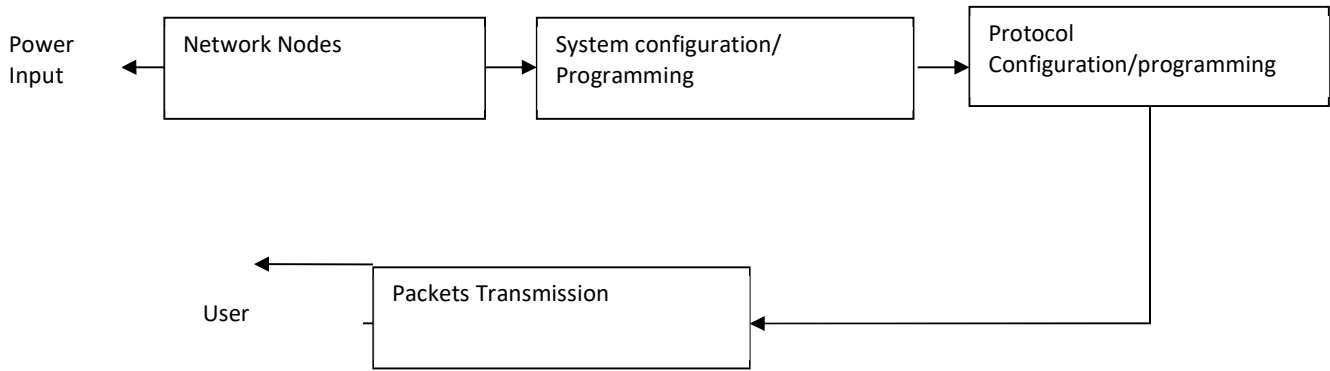 Power
Input
Network Nodes
System configuration/
Programming
Protocol
Configuration/programming
Packets Transmission
User